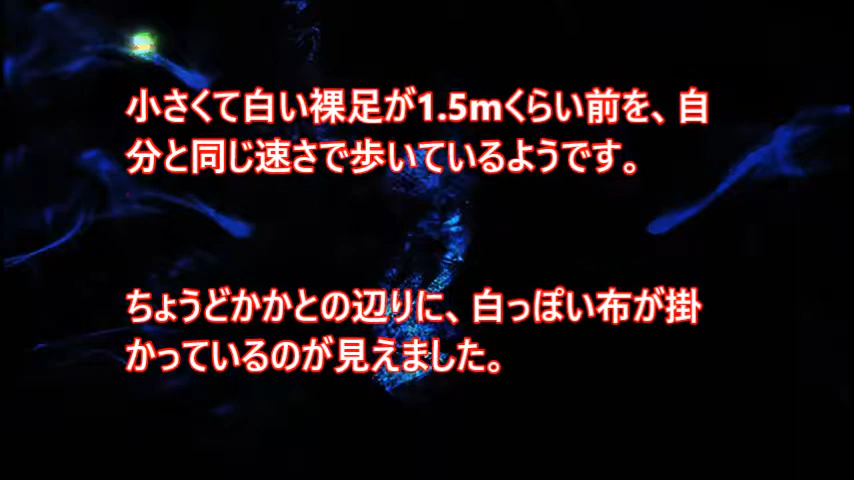 小さくて白い裸足が1.5mくらい前を、自
分と同じ速さで歩いているようです。
ちょうどかかとの辺りに、白っぽい布が掛
かっているのが見えました。